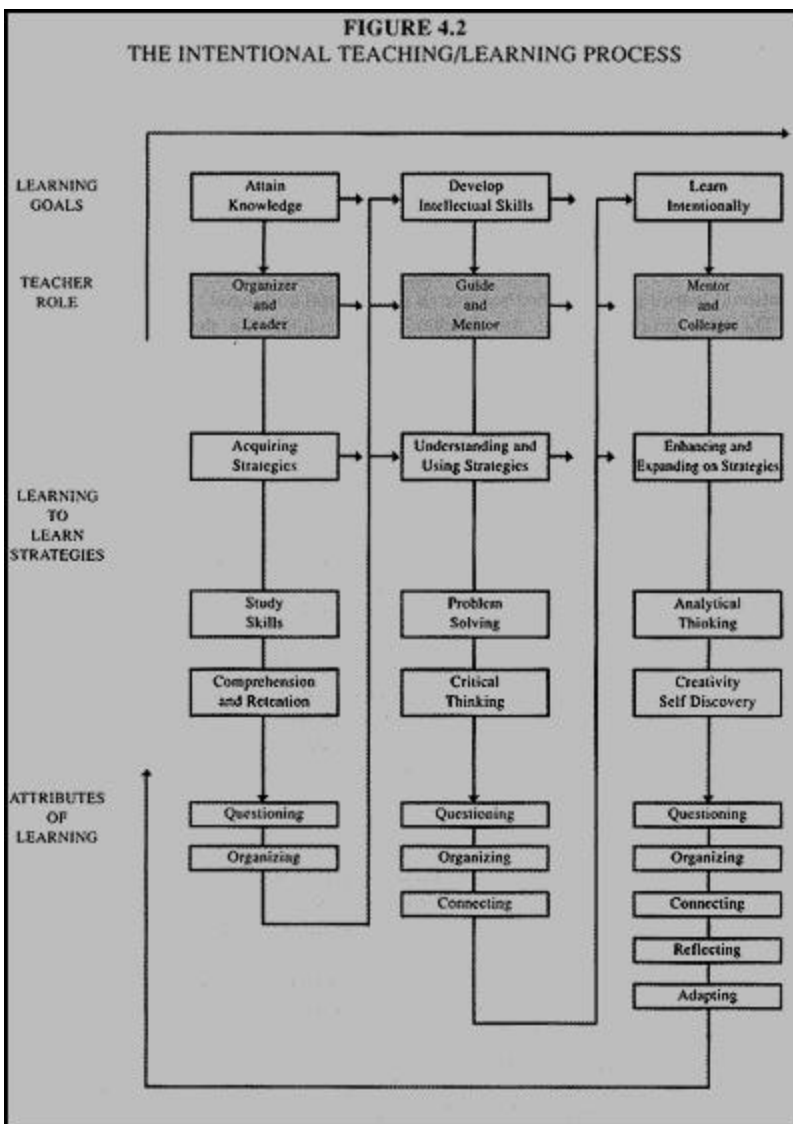 FIGURE 4.2
THE INTENTIONAL TEACHING/LEARNING PROCESS
LEARNING
GOALS
Attain
Knowledge
Develop
Intellectual Skills
Learn
Intentionally
TEACHER
ROLE
Organizer
and
Leader
Guide
and
Mentor
Mentor
and
Colleague
LEARNING
TO
LEARN
STRATEGIES
Acquiring
Strategies
Understanding and
Using Strategies
Enhancing and
Expanding on Strategies
Study
Skills
Problem
Solving
Analytical
Thinking
Comprehension
and Retention
Critical
Thinking
Creativity
Self Discovery
ATTRIBUTES
OF
LEARNING
Questioning
Organizing
Questioning
Organizing
Connecting
Questioning
Organizing
Connecting
Reflecting
Adapting